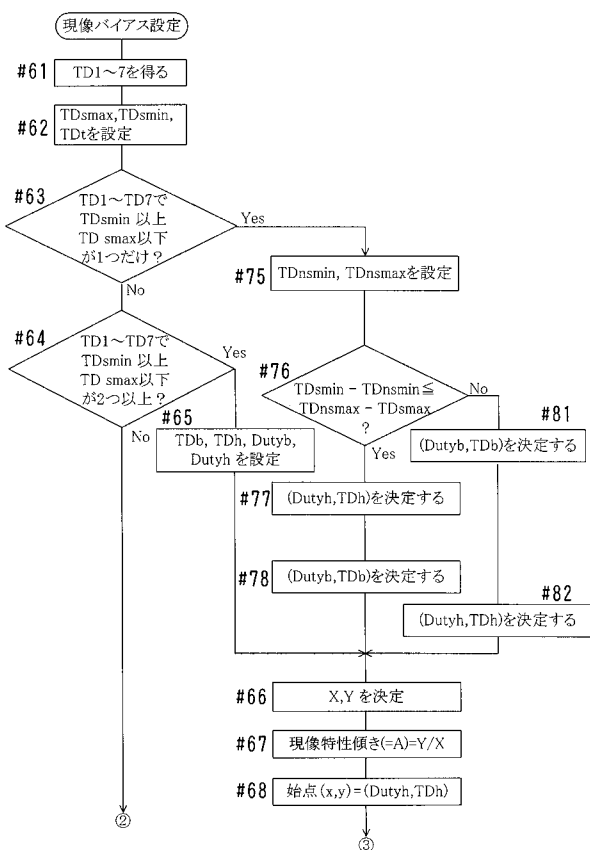 現像バイアス設定
#61
TD1～7を得る
#62
TDsmax,TDsmin,
TDtを設定
#63
TD1～TD7で
TDsmin 以上
TD smax以下
が1つだけ？
Yes
No
#75
TDnsmin, TDnsmaxを設定
#64
TD1～TD7で
TDsmin 以上
TD smax以下
が2つ以上？
Yes
No
#76
TDsmin − TDnsmin≦
TDnsmax − TDsmax
？
No
Yes
#65
TDb, TDh, Dutyb,
Dutyh を設定
#81
(Dutyb,TDb)を決定する
#77
(Dutyh,TDh)を決定する
#78
(Dutyb,TDb)を決定する
#82
(Dutyh,TDh)を決定する
#66
X,Y を決定
#67
現像特性傾き(=A)=Y/X
#68
始点(x,y)=(Dutyh,TDh)
②
③